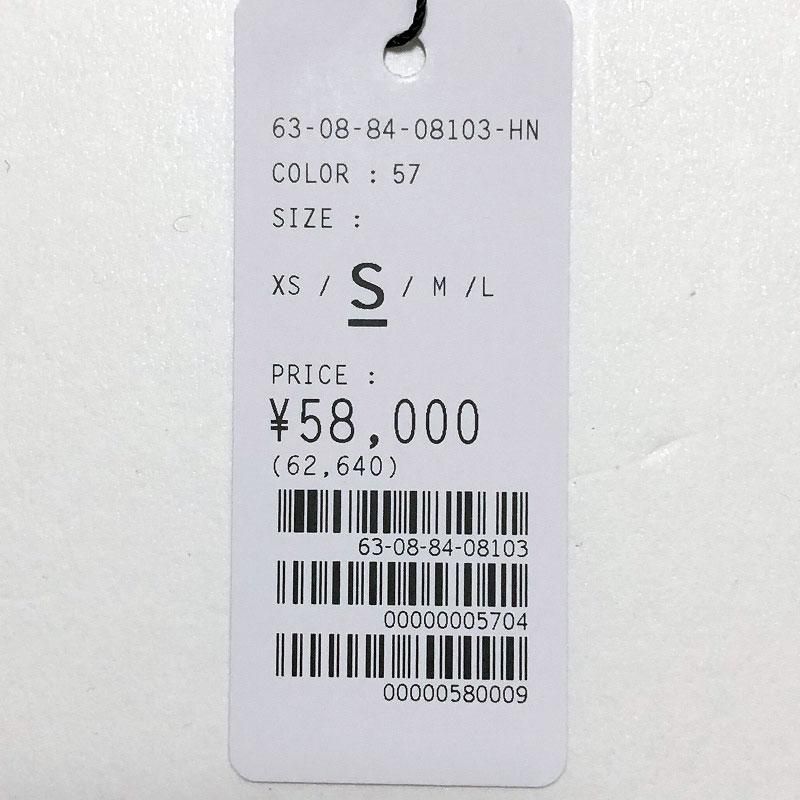 63-08-84-08103-HN
COLOR : 57
SIZE :
XS / S / M /L
PRICE :
¥58,000
(62,640)
63-08-84-08103
00000005704
00000580009